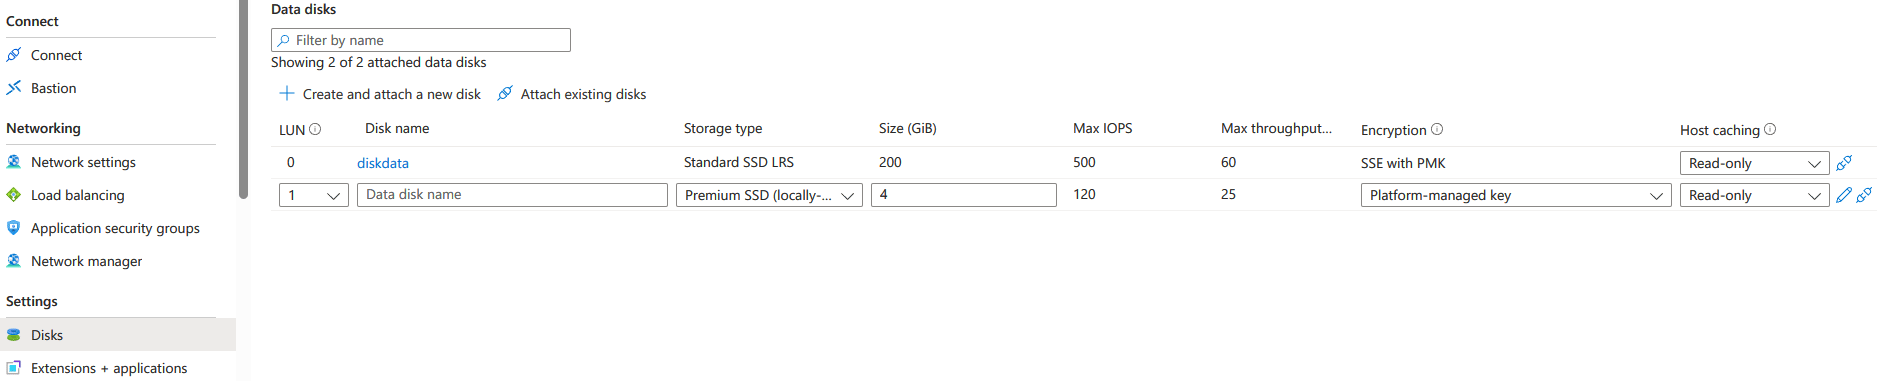 Connect
Connect
Bastion
Networking
Network settings
Load balancing
Application security groups
Network manager
Settings
Disks
Extensions + applications
Data disks
Filter by name
Showing 2 of 2 attached data disks
Create and attach a new disk Attach existing disks
LUN Disk name Storage type Size (GiB) Max IOPS Max throughput... Encryption Host caching
0 diskdata Standard SSD LRS 200 500 60 SSE with PMK Read-only
1 Data disk name Premium SSD (locally-... 4 120 25 Platform-managed key Read-only